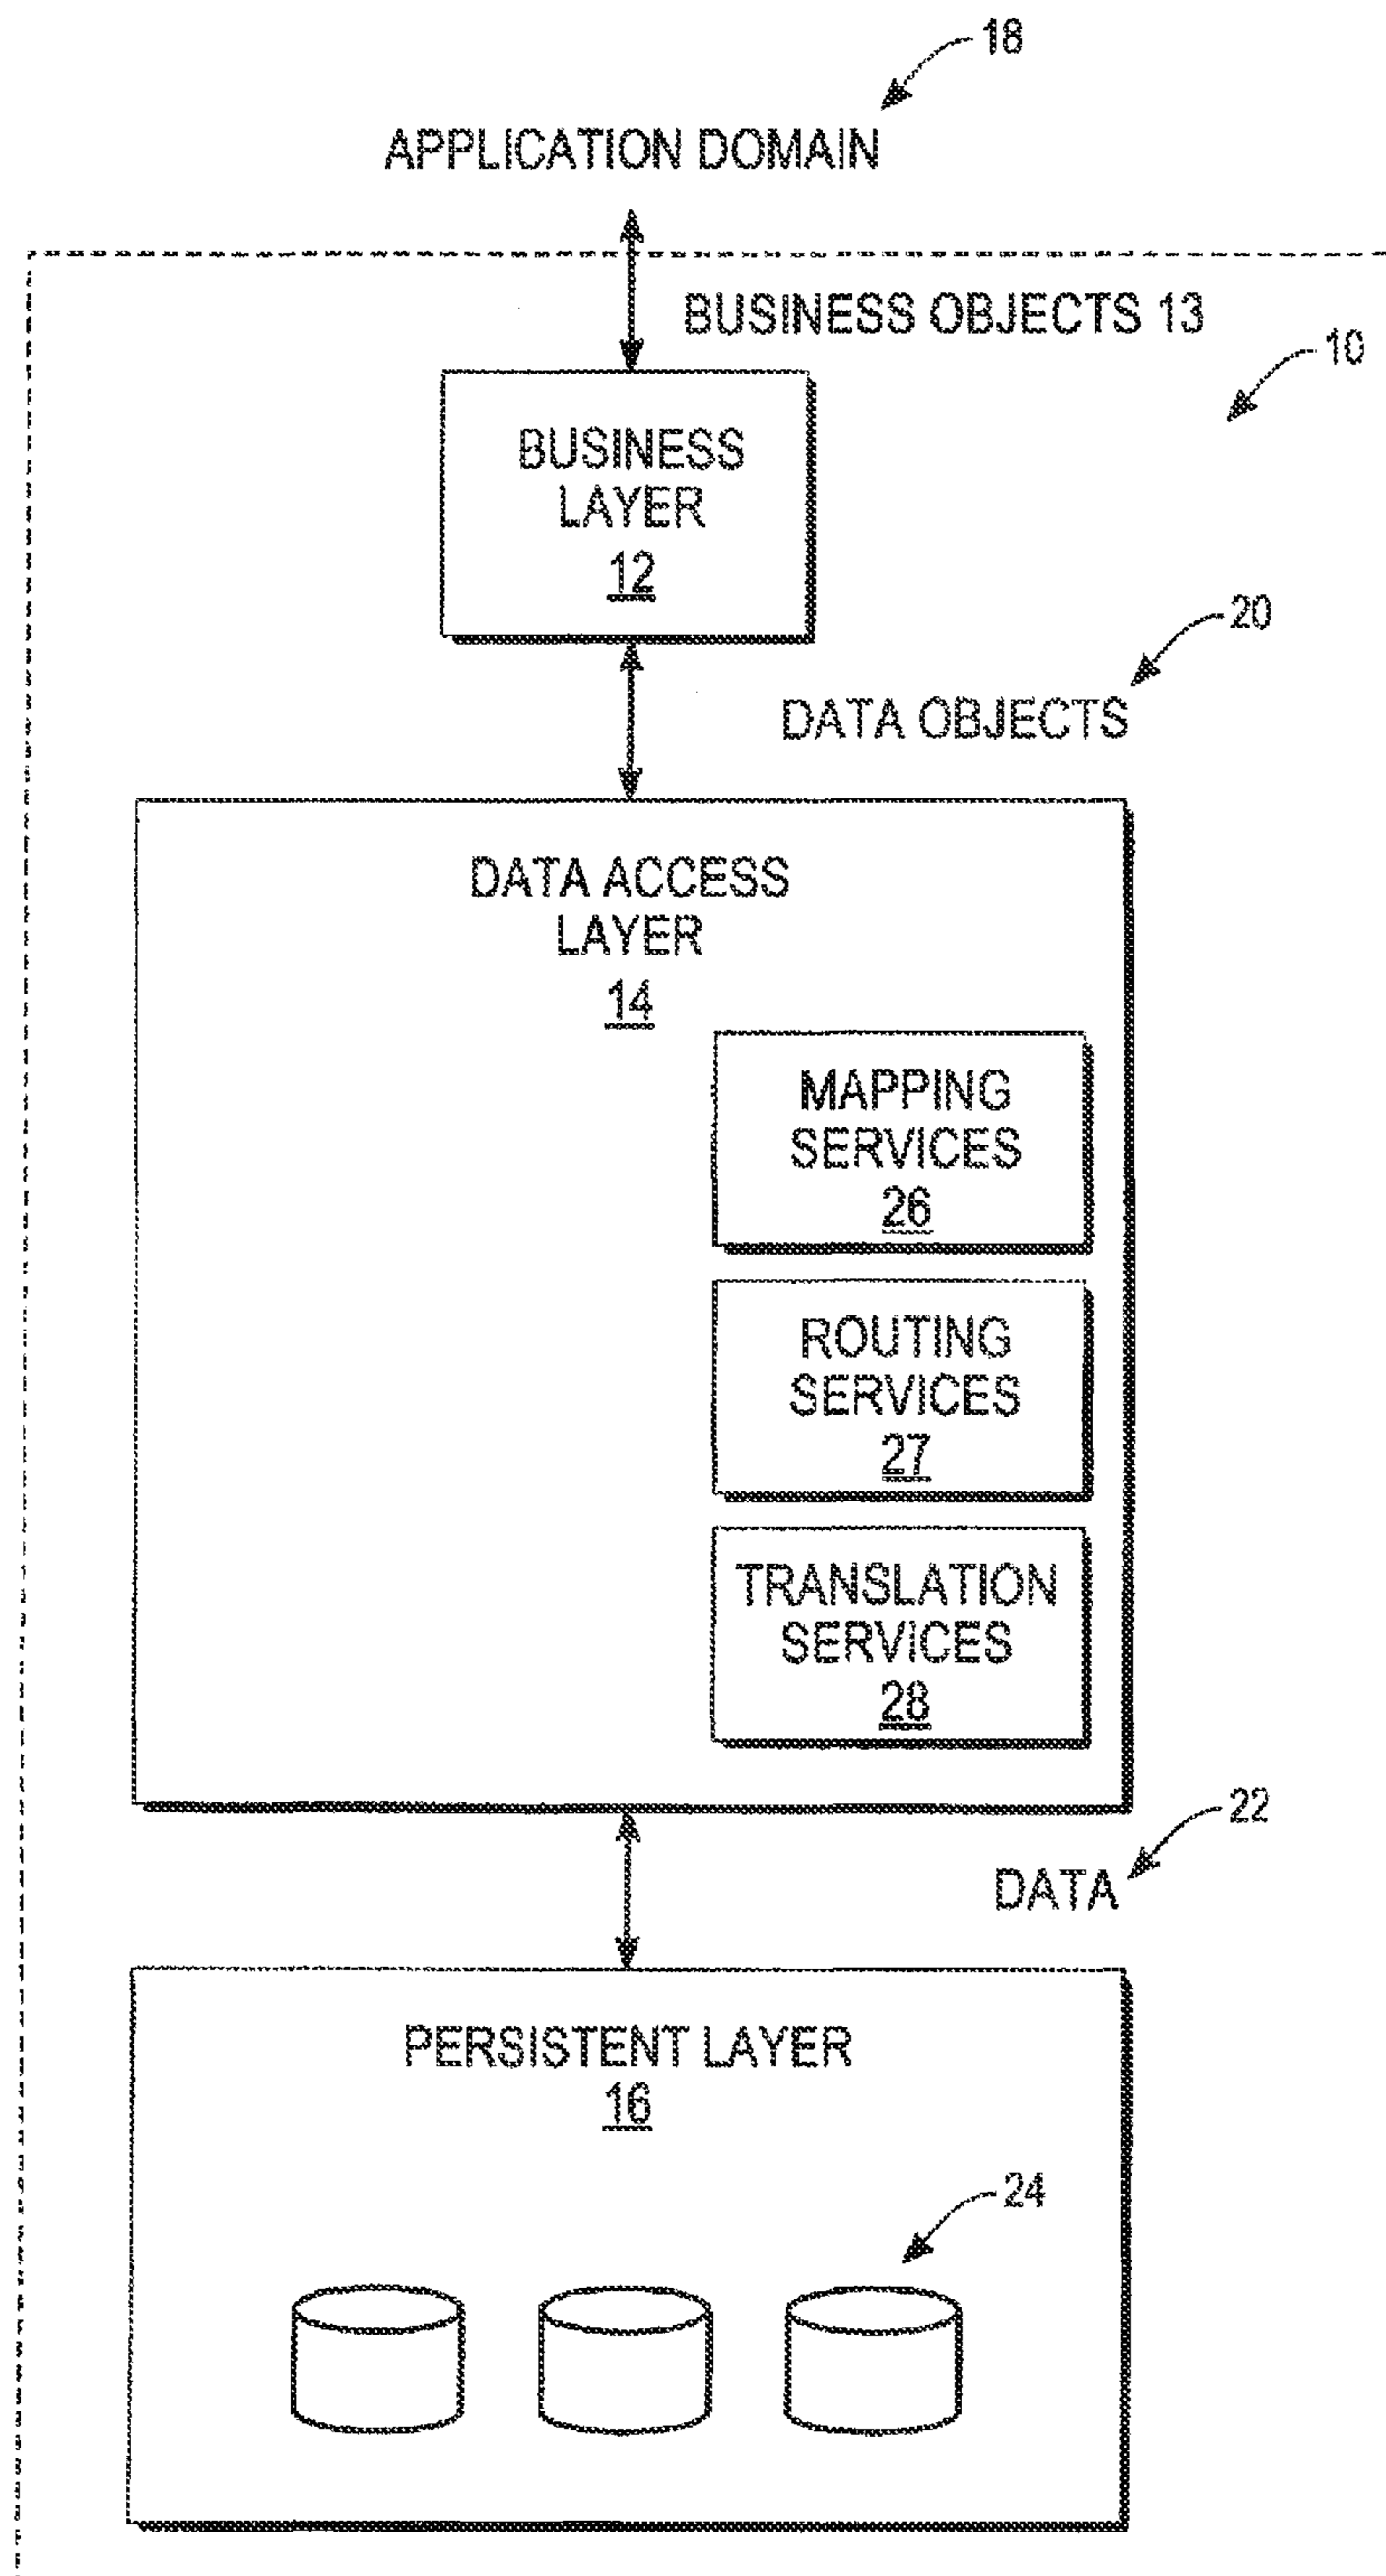 18
APPLICATION DOMAIN
BUSINESS OBJECTS 13
10
BUSINESS
LAYER
12
20
DATA OBJECTS
DATA ACCESS
LAYER
14
MAPPING
SERVICES
26
ROUTING
SERVICES
27
TRANSLATION
SERVICES
28
22
DATA
PERSISTENT LAYER
16
24